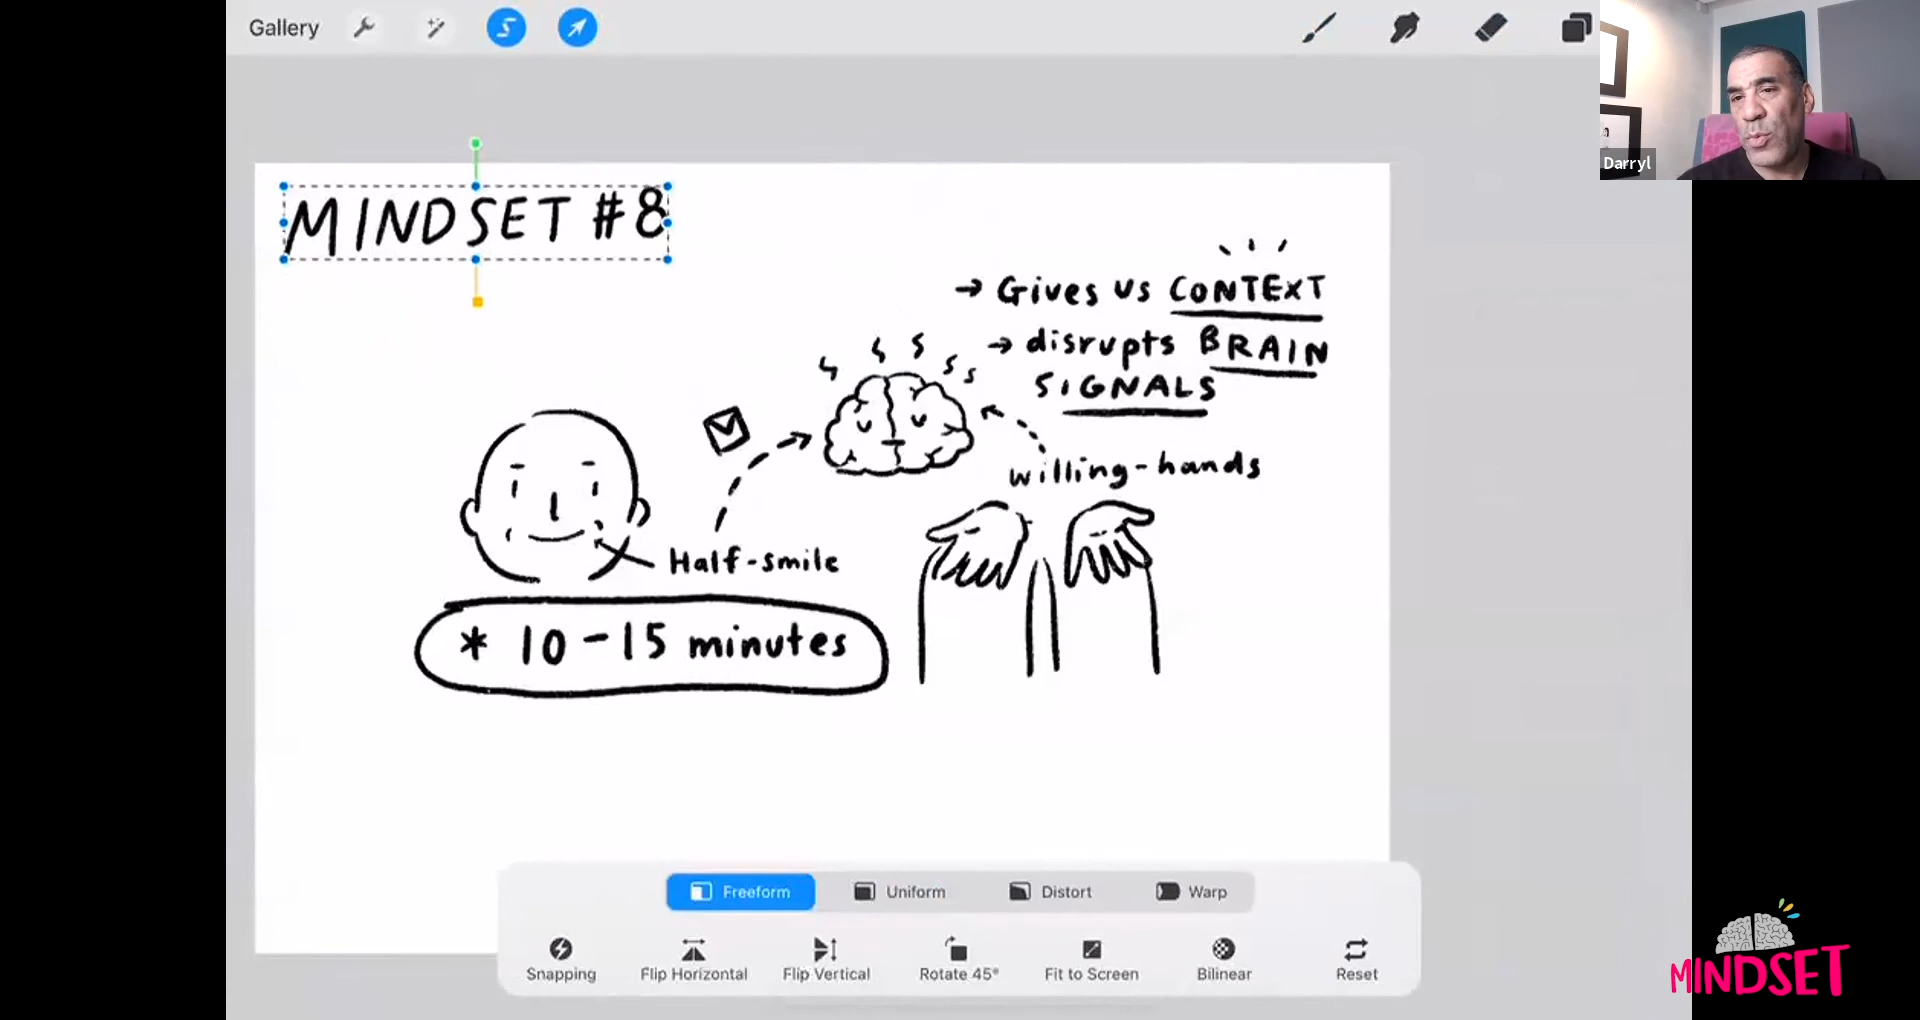 Gallery
Darryl
MINDSET #8
→ Gives us CONTEXT
→ disrupts BRAIN
SIGNALS
willing-hands
Half-smile
* 10-15 minutes
Freeform
Uniform
Distort
Warp
Snapping
Flip Horizontal
Flip Vertical
Rotate 45°
Fit to Screen
Bilinear
Reset
MINDSET